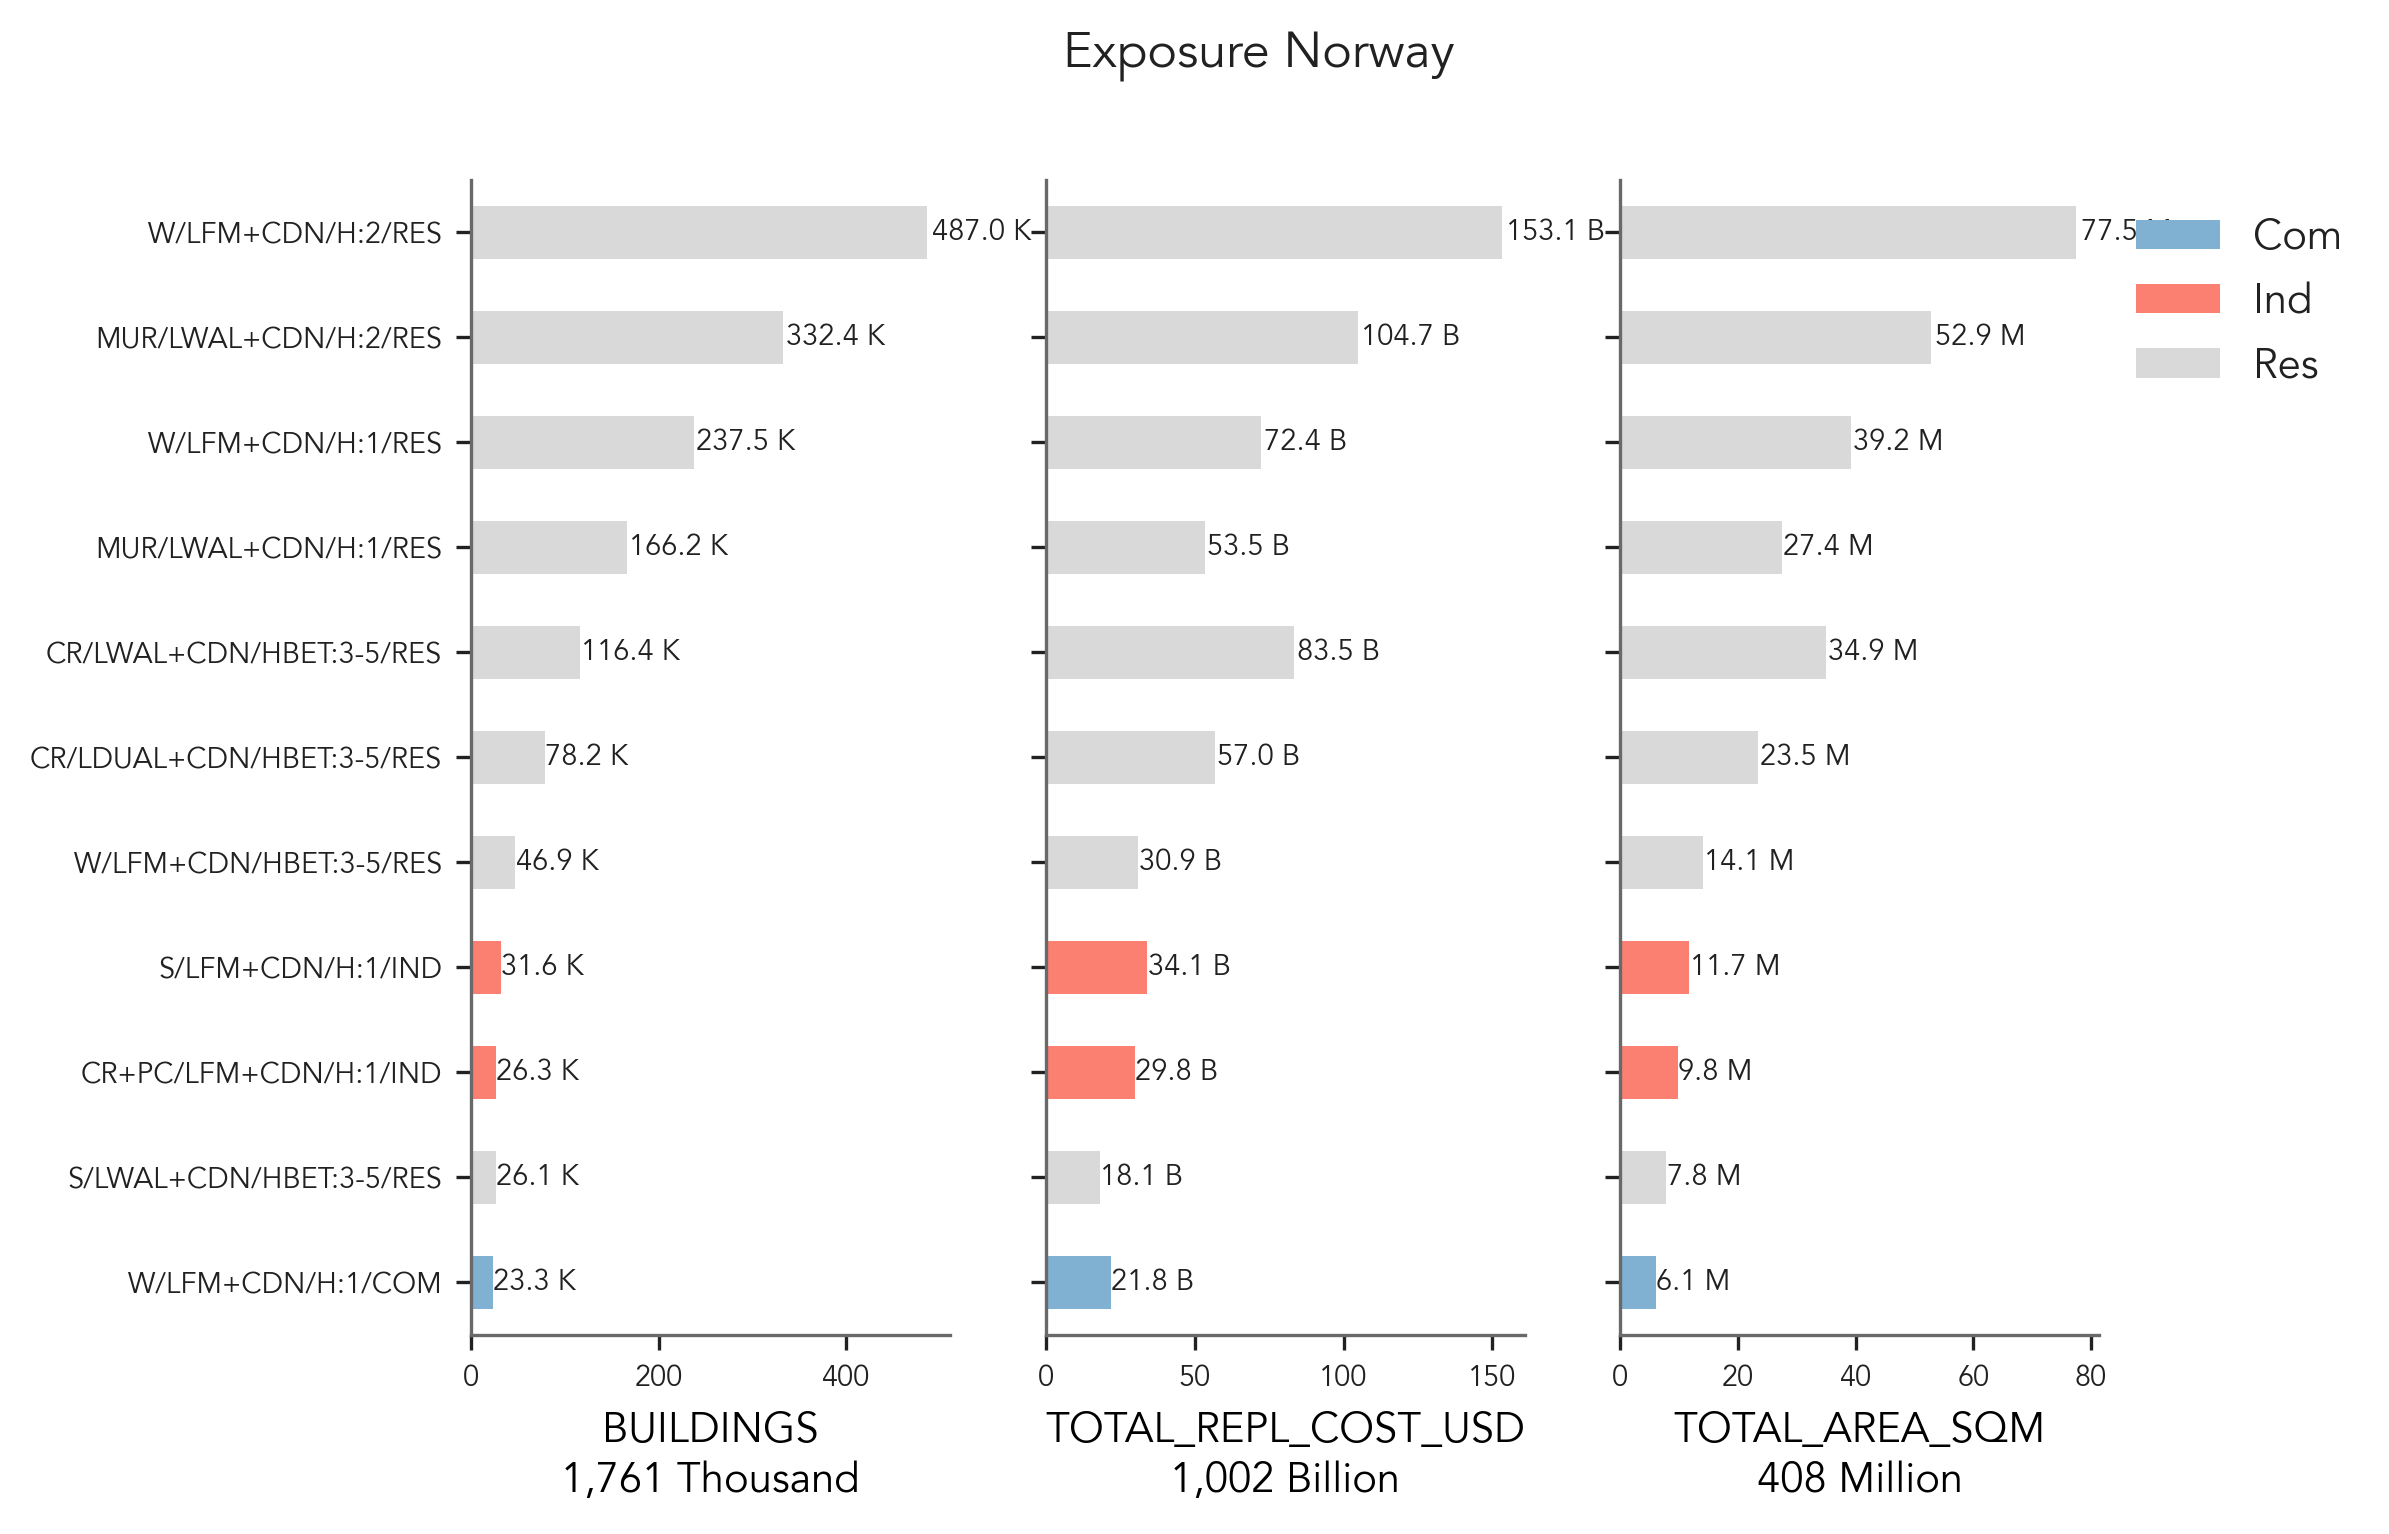 Exposure Norway
W/LFM+CDN/H:2/RES 487.0 K 153.1 B 77.5
MUR/LWAL+CDN/H:2/RES 332.4 K 104.7 B 52.9 M
W/LFM+CDN/H:1/RES 237.5 K 72.4 B 39.2 M
MUR/LWAL+CDN/H:1/RES 166.2 K 53.5 B 27.4 M
CR/LWAL+CDN/HBET:3-5/RES 116.4 K 83.5 B 34.9 M
CR/LDUAL+CDN/HBET:3-5/RES 78.2 K 57.0 B 23.5 M
W/LFM+CDN/HBET:3-5/RES 46.9 K 30.9 B 14.1 M
S/LFM+CDN/H:1/IND 31.6 K 34.1 B 11.7 M
CR+PC/LFM+CDN/H:1/IND 26.3 K 29.8 B 9.8 M
S/LWAL+CDN/HBET:3-5/RES 26.1 K 18.1 B 7.8 M
W/LFM+CDN/H:1/COM 23.3 K 21.8 B 6.1 M
Com
Ind
Res
0 200 400
BUILDINGS
1,761 Thousand
0 50 100 150
TOTAL_REPL_COST_USD
1,002 Billion
0 20 40 60 80
TOTAL_AREA_SQM
408 Million